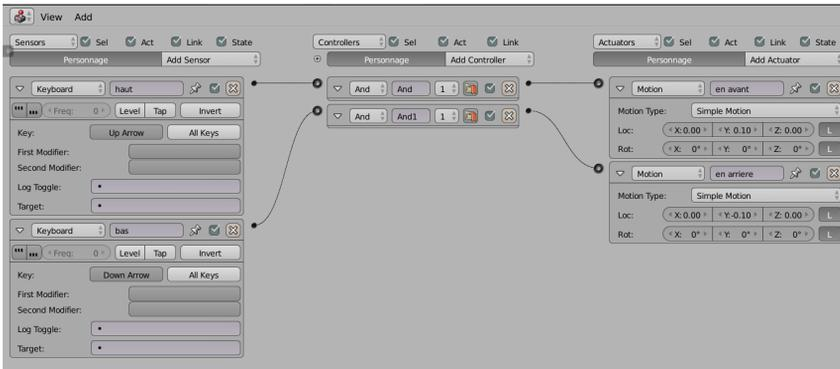 View Add
Sensors Sel Act Link State
Personnage Add Sensor
Keyboard haut
Freq: 0 Level Tap Invert
Key: Up Arrow All Keys
First Modifier:
Second Modifier:
Log Toggle:
Target:
Keyboard bas
Freq: 0 Level Tap Invert
Key: Down Arrow All Keys
First Modifier:
Second Modifier:
Log Toggle:
Target:
Controllers Sel Act Link
Personnage Add Controller
And And 1
And And1 1
Actuators Sel Act Link State
Personnage Add Actuator
Motion en avant
Motion Type: Simple Motion
Loc: X: 0.00 Y: 0.10 Z: 0.00 L
Rot: X: 0° Y: 0° Z: 0° L
Motion en arriere
Motion Type: Simple Motion
Loc: X: 0.00 Y:-0.10 Z: 0.00 L
Rot: X: 0° Y: 0° Z: 0° L